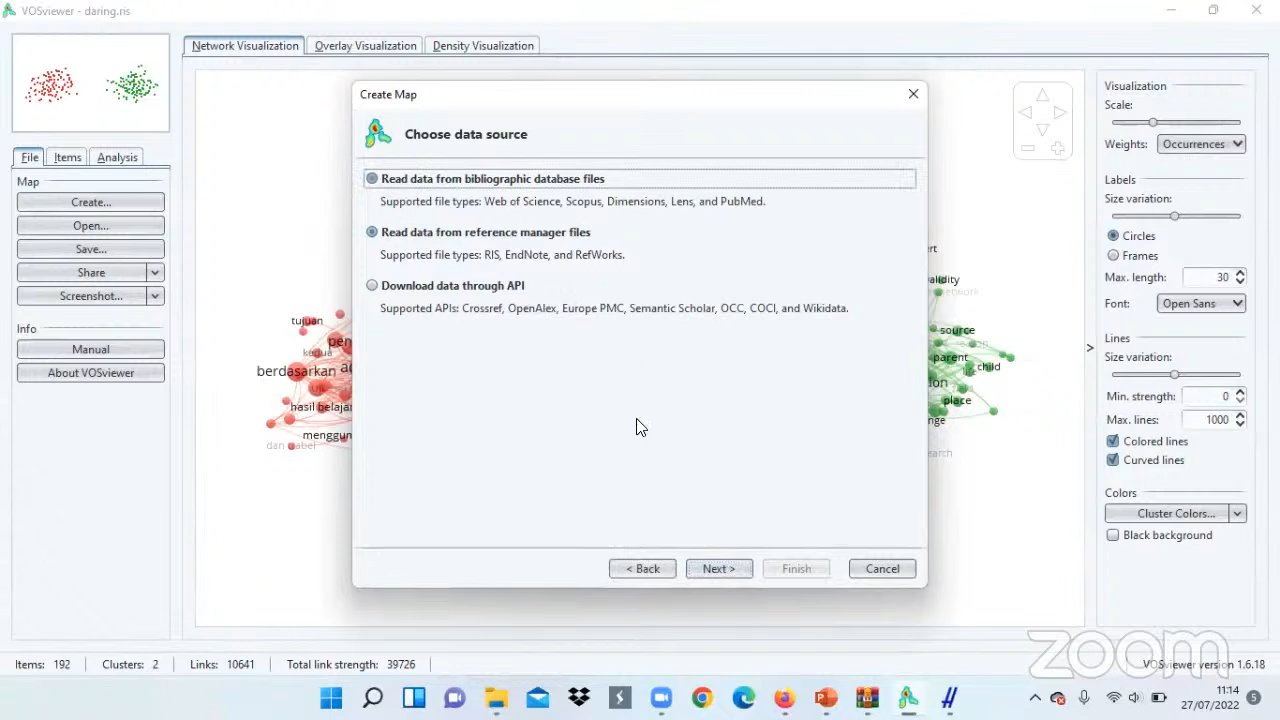 VOSviewer - daring.ris
Network Visualization
Overlay Visualization
Density Visualization
File
Items
Analysis
Map
Create...
Open...
Save...
Share
Screenshot...
Info
Manual
About VOSviewer
tujuan
kedua
berdasarkan
hasil belajar
dan tabel
Create Map
Choose data source
Read data from bibliographic database files
Supported file types: Web of Science, Scopus, Dimensions, Lens, and PubMed.
Read data from reference manager files
Supported file types: RIS, EndNote, and RefWorks.
Download data through API
Supported APIs: Crossref, OpenAlex, Europe PMC, Semantic Scholar, OCC, COCI, and Wikidata.
< Back
Next >
Finish
Cancel
source
parent
child
place
Visualization
Scale:
Weights: Occurrences
Labels
Size variation:
Circles
Frames
Max. length: 30
Font: Open Sans
Lines
Size variation:
Min. strength: 0
Max. lines: 1000
Colored lines
Curved lines
Colors
Cluster Colors...
Black background
zoom
Items: 192
Clusters: 2
Links: 10641
Total link strength: 39726
VOSviewer version 1.6.18
11:14
27/07/2022
5